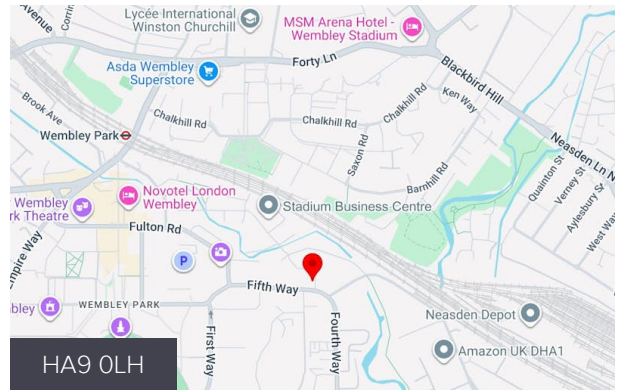 Lycée International
Winston Churchill
MSM Arena Hotel -
Wembley Stadium
Avenue
Forty Ln
Asda Wembley
Superstore
Blackbird Hill
Ken Way
Brook Ave
Chalkhill Rd
Chalkhill Rd
Chalkhill Rd
Wembley Park
Saxon Rd
Neasden Ln N
Barnhill Rd
Quainton St
Verney St
Aylesbury St
West Way
Novotel London
Wembley
Wembley
rk Theatre
Stadium Business Centre
Fulton Rd
Empire Way
P
Fifth Way
bley
WEMBLEY PARK
First Way
Fourth Way
Neasden Depot
Amazon UK DHA1
HA9 0LH